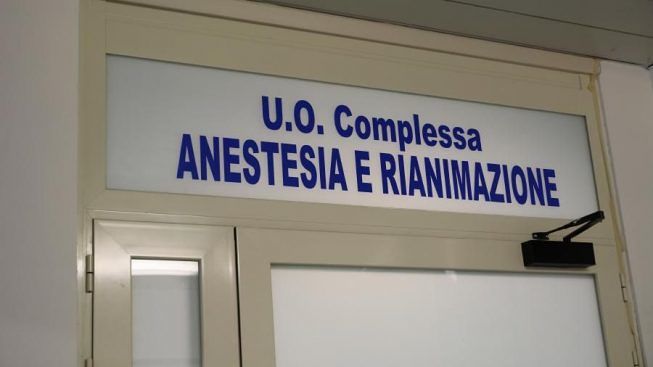 U.O. Complessa
ANESTESIA E RIANIMAZIONE